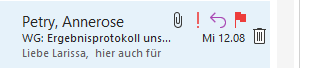 Petry, Annerose
WG: Ergebnisprotokoll uns... Mi 12.08
Liebe Larissa, hier auch für